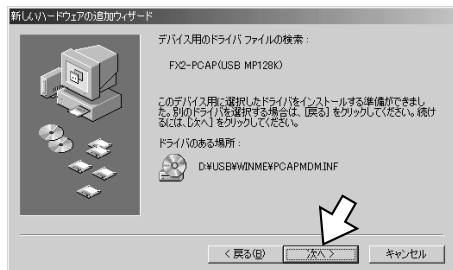 新しいハードウェアの追加ウィザード
デバイス用のドライバ ファイルの検索 :
FX2-PCAP(USB MP128K)
このデバイス用に選択したドライバをインストールする準備ができまし
た。別のドライバを選択する場合は、[戻る] をクリックしてください。続け
るには、[次へ] をクリックしてください。
ドライバのある場所 :
D:¥USB¥WINME¥PCAPMDM.INF
< 戻る(B)
次へ >
キャンセル